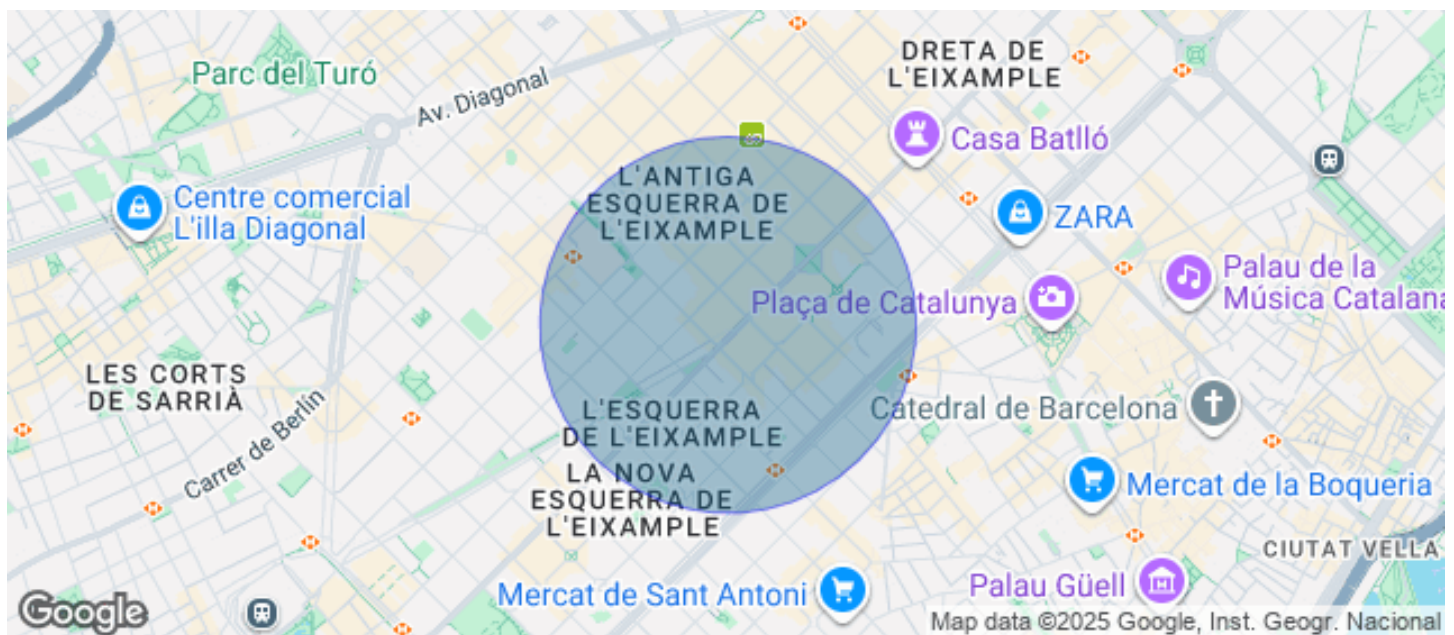 DRETA DE
L'EIXAMPLE
Parc del Turó
Av. Diagonal
Casa Batlló
L'ANTIGA
ESQUERRA DE
L'EIXAMPLE
Centre comercial
L'illa Diagonal
ZARA
Palau de la
Música Catalana
Plaça de Catalunya
LES CORTS
DE SARRIÀ
Carrer de Berlín
L'ESQUERRA
DE L'EIXAMPLE
Catedral de Barcelona
LA NOVA
ESQUERRA DE
L'EIXAMPLE
Mercat de la Boqueria
CIUTAT VELLA
Mercat de Sant Antoni
Palau Güell
Google
Map data ©2025 Google, Inst. Geogr. Nacional